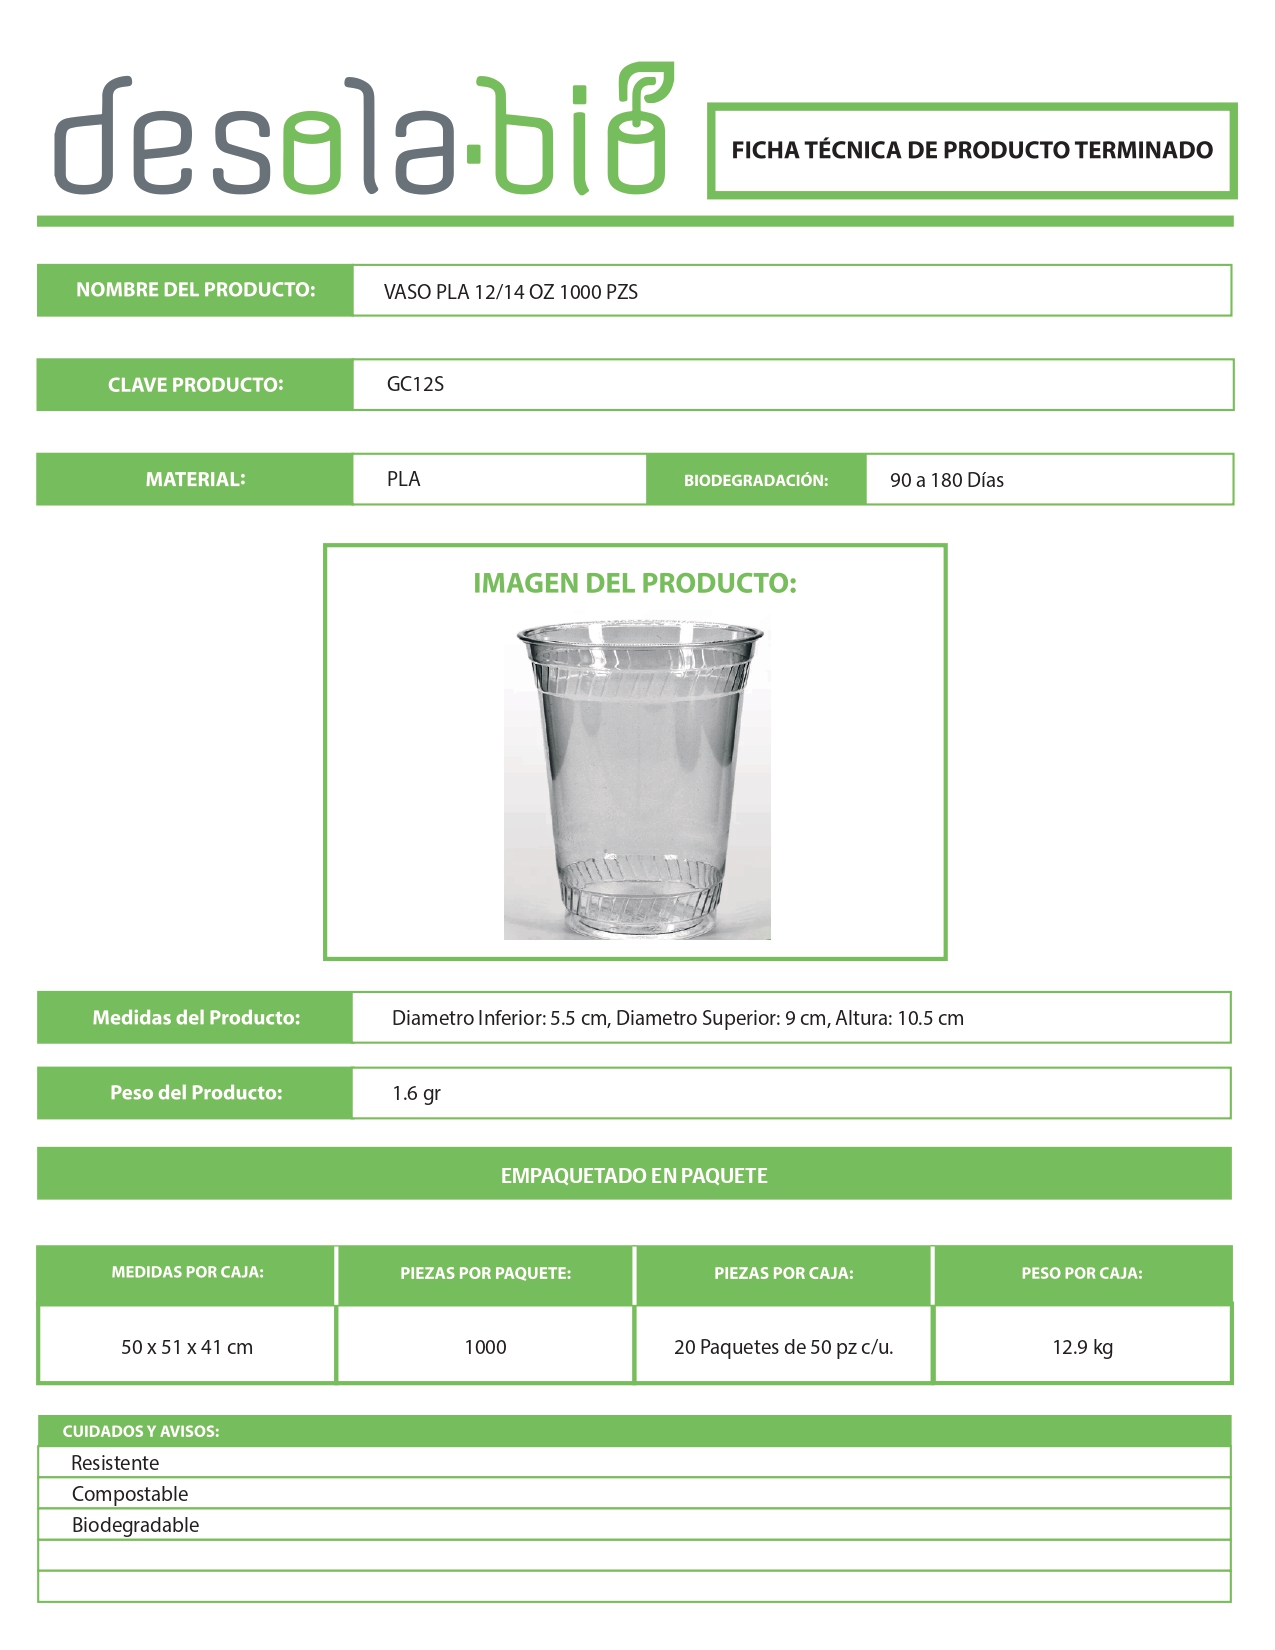 desola·bio
FICHA TÉCNICA DE PRODUCTO TERMINADO
NOMBRE DEL PRODUCTO: VASO PLA 12/14 OZ 1000 PZS
CLAVE PRODUCTO: GC12S
MATERIAL: PLA BIODEGRADACIÓN: 90 a 180 Días
IMAGEN DEL PRODUCTO:
Medidas del Producto: Diametro Inferior: 5.5 cm, Diametro Superior: 9 cm, Altura: 10.5 cm
Peso del Producto: 1.6 gr
EMPAQUETADO EN PAQUETE
MEDIDAS POR CAJA: PIEZAS POR PAQUETE: PIEZAS POR CAJA: PESO POR CAJA:
50 x 51 x 41 cm 1000 20 Paquetes de 50 pz c/u. 12.9 kg
CUIDADOS Y AVISOS:
Resistente
Compostable
Biodegradable